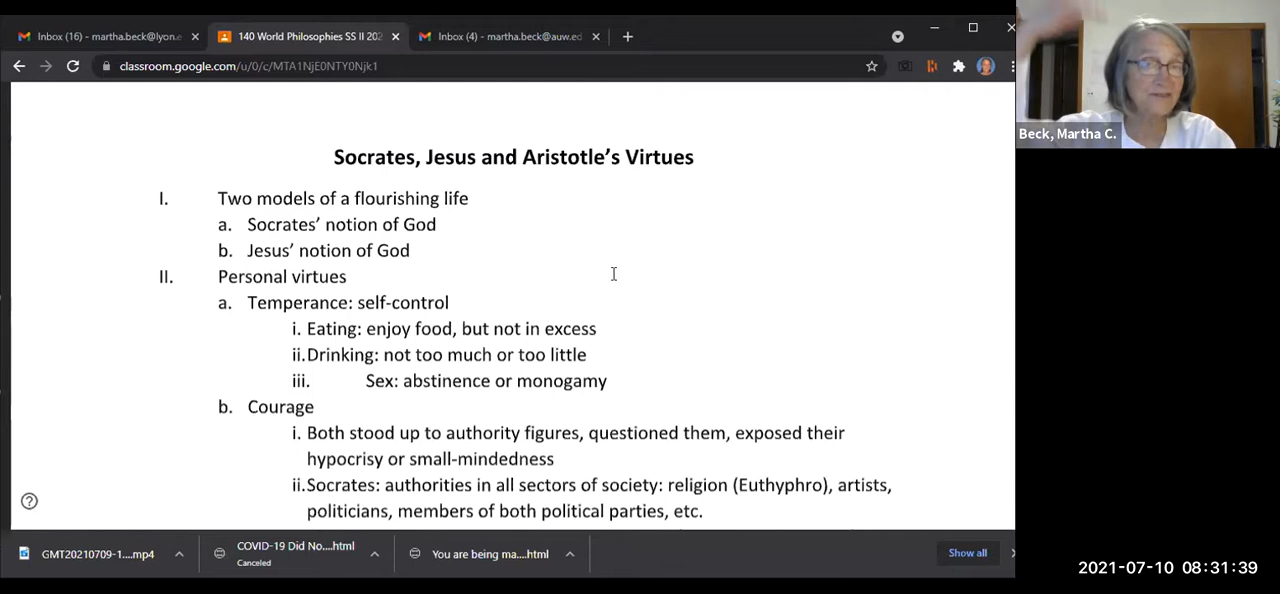 Inbox (16) - martha.beck@lyon.e
140 World Philosophies SS II 202
Inbox (4) - martha.beck@auw.ed
classroom.google.com/u/0/c/MTA1NjE0NTY0Njk1
Beck, Martha C.
Socrates, Jesus and Aristotle's Virtues
I. Two models of a flourishing life
a. Socrates' notion of God
b. Jesus' notion of God
II. Personal virtues
a. Temperance: self-control
i. Eating: enjoy food, but not in excess
ii.Drinking: not too much or too little
iii. Sex: abstinence or monogamy
b. Courage
i. Both stood up to authority figures, questioned them, exposed their
hypocrisy or small-mindedness
ii.Socrates: authorities in all sectors of society: religion (Euthyphro), artists,
politicians, members of both political parties, etc.
GMT20210709-1....mp4
COVID-19 Did No....html
Canceled
You are being ma....html
Show all
2021-07-10 08:31:39